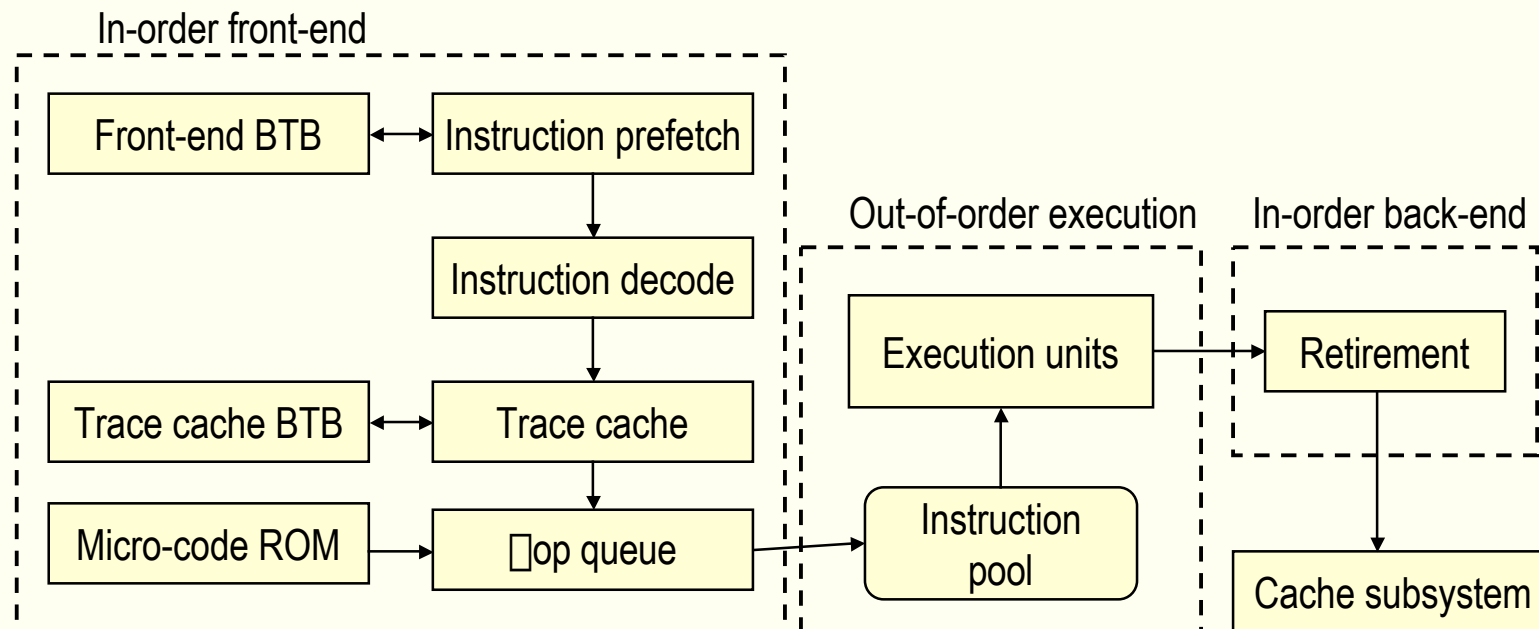 In-order front-end
Front-end BTB
Instruction prefetch
Out-of-order execution
In-order back-end
Instruction decode
Execution units
Retirement
Trace cache BTB
Trace cache
Micro-code ROM
□op queue
Instruction
pool
Cache subsystem